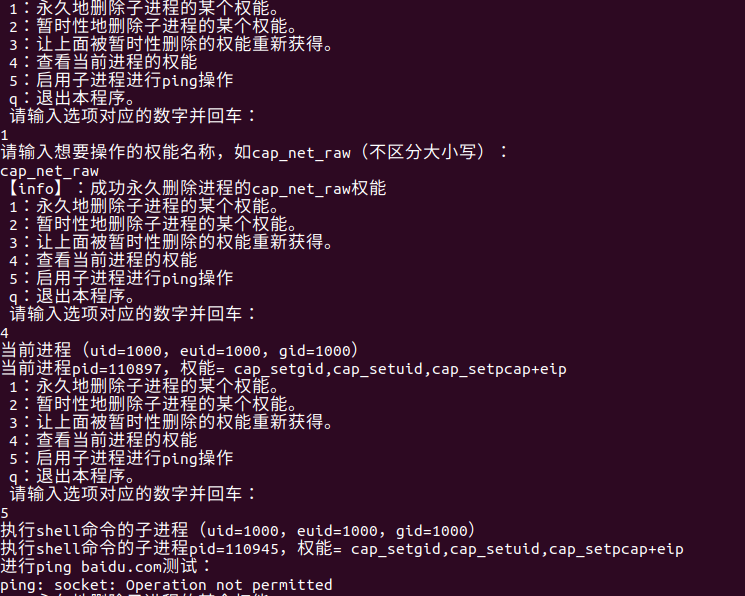 1：永久地删除子进程的某个权能。
2：暂时性地删除子进程的某个权能。
3：让上面被暂时性删除的权能重新获得。
4：查看当前进程的权能
5：启用子进程进行ping操作
q：退出本程序。
请输入选项对应的数字并回车：
1
请输入想要操作的权能名称，如cap_net_raw（不区分大小写）：
cap_net_raw
【info】：成功永久删除进程的cap_net_raw权能
1：永久地删除子进程的某个权能。
2：暂时性地删除子进程的某个权能。
3：让上面被暂时性删除的权能重新获得。
4：查看当前进程的权能
5：启用子进程进行ping操作
q：退出本程序。
请输入选项对应的数字并回车：
4
当前进程（uid=1000，euid=1000，gid=1000）
当前进程pid=110897，权能= cap_setgid,cap_setuid,cap_setpcap+eip
1：永久地删除子进程的某个权能。
2：暂时性地删除子进程的某个权能。
3：让上面被暂时性删除的权能重新获得。
4：查看当前进程的权能
5：启用子进程进行ping操作
q：退出本程序。
请输入选项对应的数字并回车：
5
执行shell命令的子进程（uid=1000，euid=1000，gid=1000）
执行shell命令的子进程pid=110945，权能= cap_setgid,cap_setuid,cap_setpcap+eip
进行ping baidu.com测试：
ping: socket: Operation not permitted